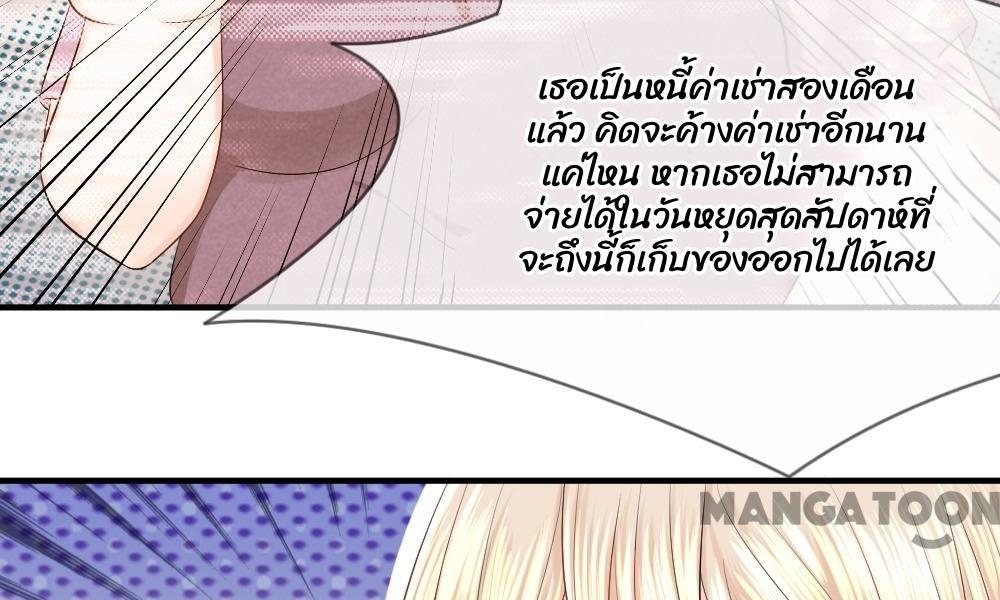 เธอเป็นหนี้ค่าเช่าสองเดือน
แล้ว คิดจะค้างค่าเช่าอีกนาน
แค่ไหน หากเธอไม่สามารถ
จ่ายได้ในวันหยุดสุดสัปดาห์ที่
จะถึงนี้ก็เก็บของออกไปได้เลย
MANGATOON